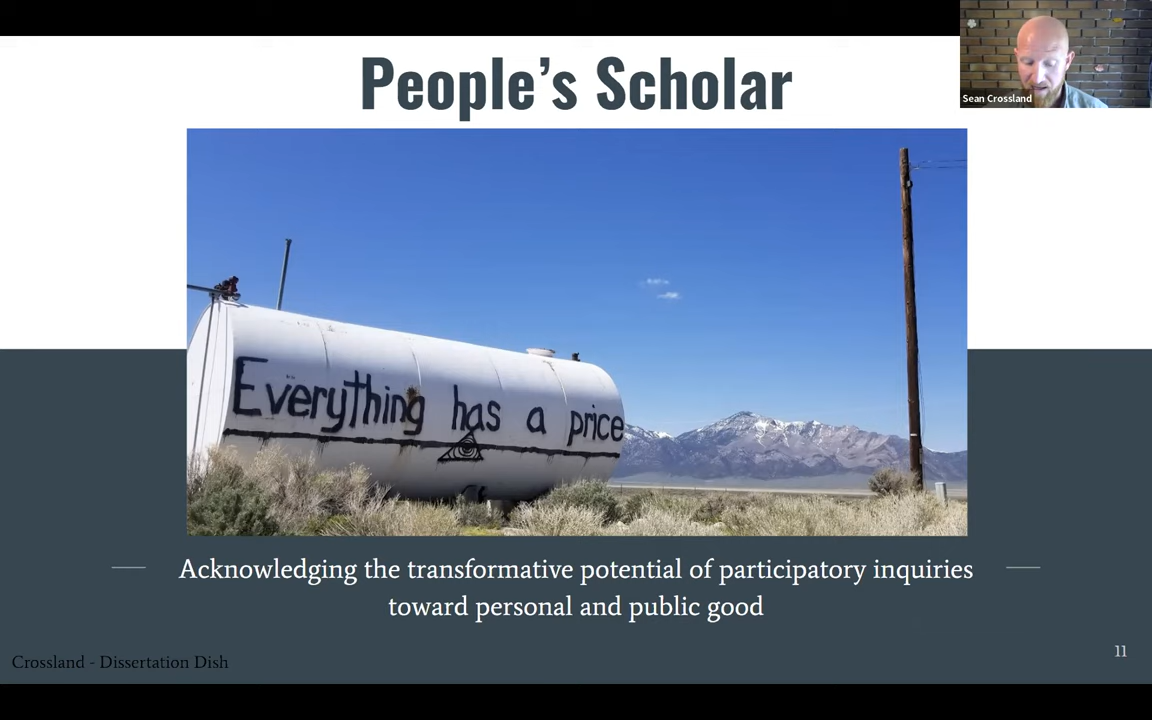 People's Scholar
Sean Crossland
Everything has a price
Acknowledging the transformative potential of participatory inquiries
toward personal and public good
11
Crossland - Dissertation Dish